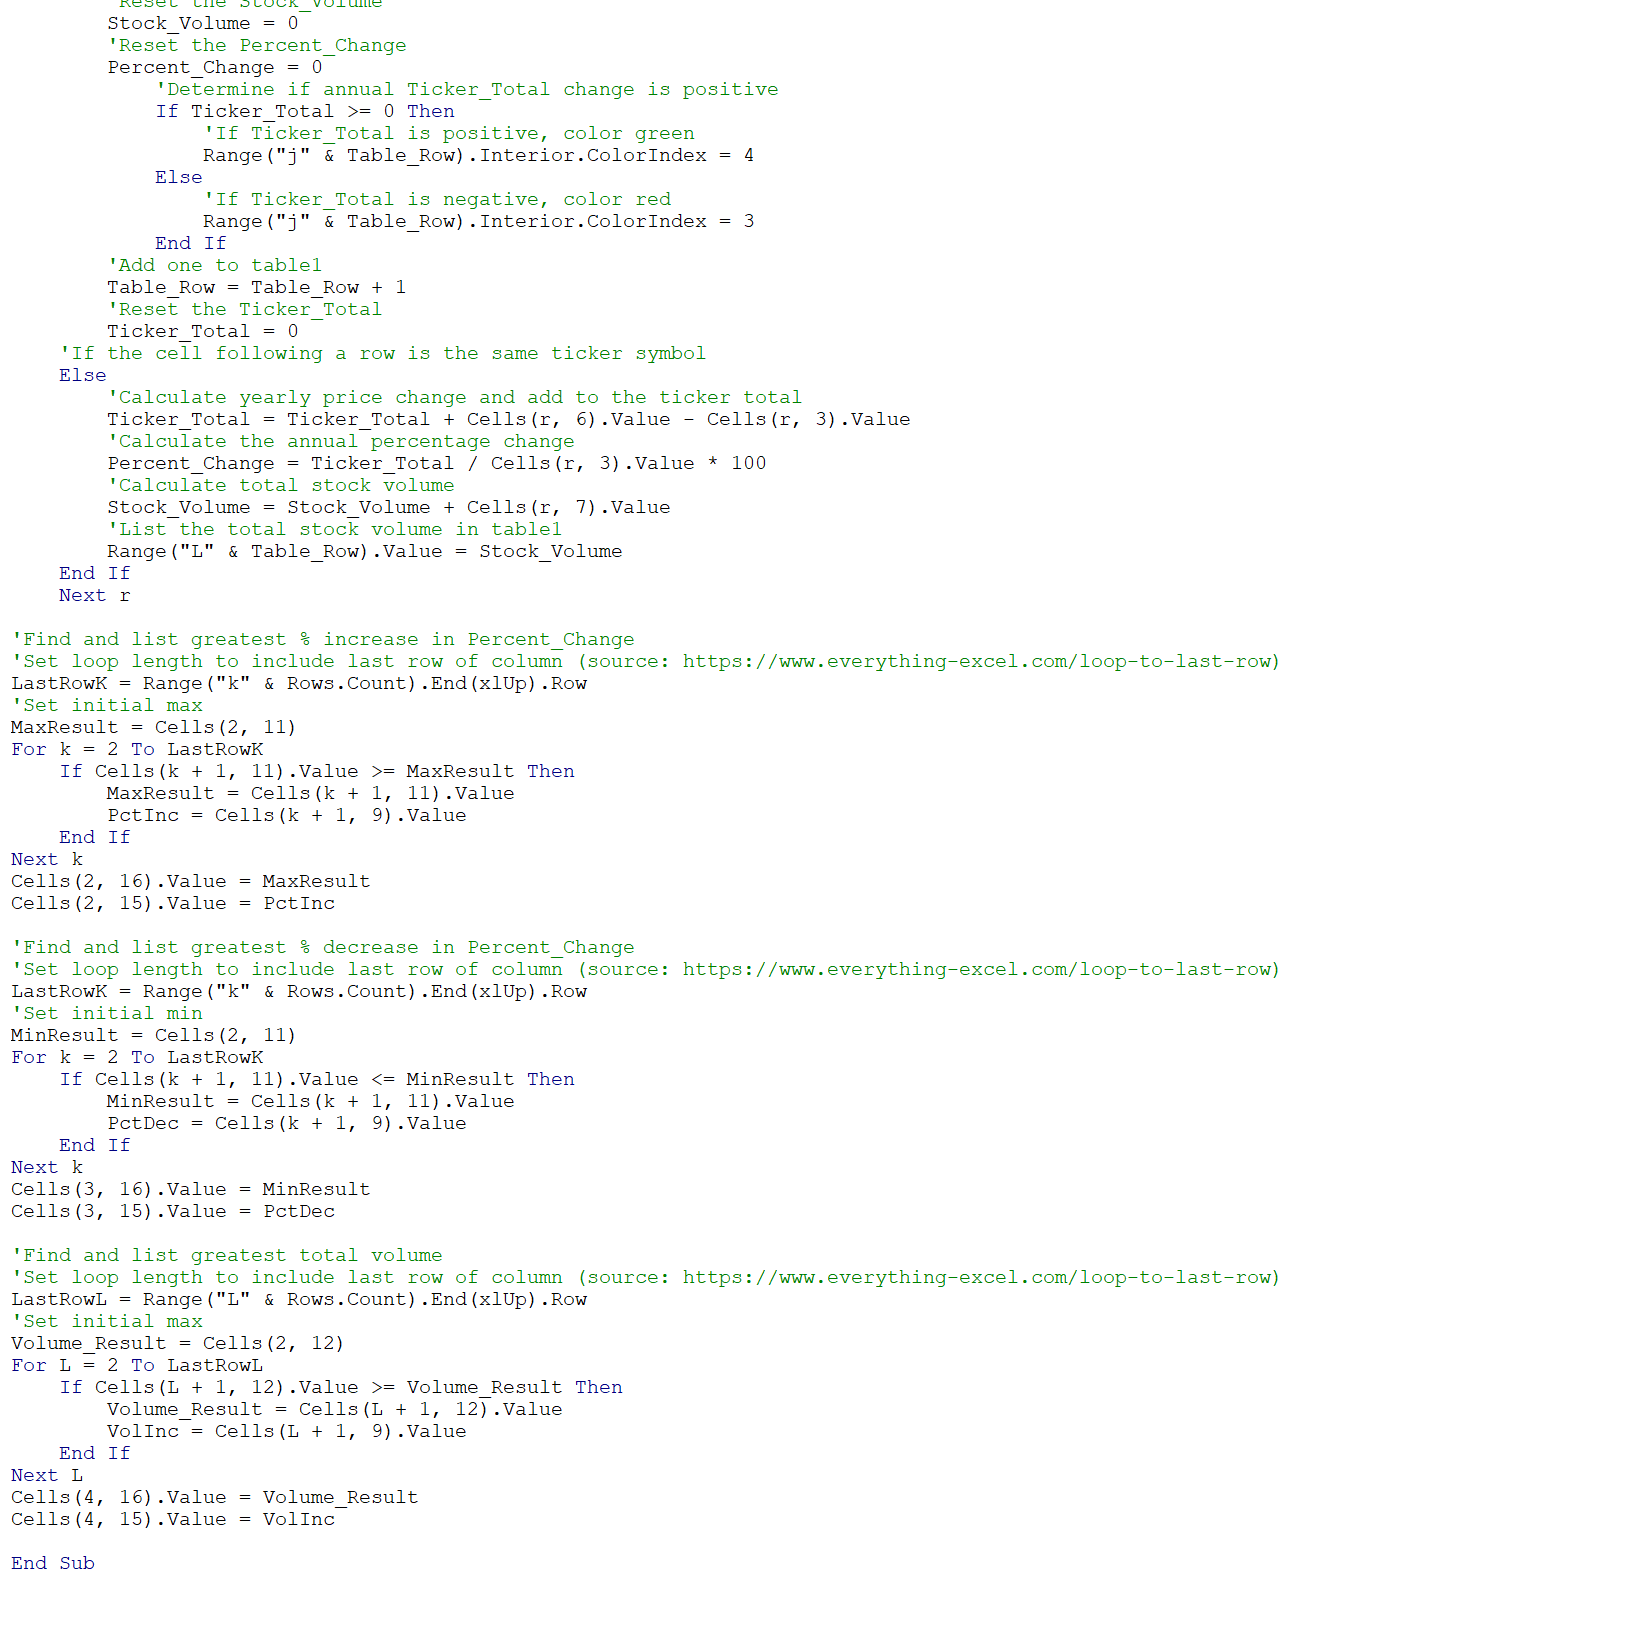 'Reset the Stock_Volume
Stock_Volume = 0
'Reset the Percent_Change
Percent_Change = 0
'Determine if annual Ticker_Total change is positive
If Ticker_Total >= 0 Then
'If Ticker_Total is positive, color green
Range("j" & Table_Row).Interior.ColorIndex = 4
Else
'If Ticker_Total is negative, color red
Range("j" & Table_Row).Interior.ColorIndex = 3
End If
'Add one to table1
Table_Row = Table_Row + 1
'Reset the Ticker_Total
Ticker_Total = 0
'If the cell following a row is the same ticker symbol
Else
'Calculate yearly price change and add to the ticker total
Ticker_Total = Ticker_Total + Cells(r, 6).Value - Cells(r, 3).Value
'Calculate the annual percentage change
Percent_Change = Ticker_Total / Cells(r, 3).Value * 100
'Calculate total stock volume
Stock_Volume = Stock_Volume + Cells(r, 7).Value
'List the total stock volume in table1
Range("L" & Table_Row).Value = Stock_Volume
End If
Next r
'Find and list greatest % increase in Percent_Change
'Set loop length to include last row of column (source: https://www.everything-excel.com/loop-to-last-row)
LastRowK = Range("k" & Rows.Count).End(xlUp).Row
'Set initial max
MaxResult = Cells(2, 11)
For k = 2 To LastRowK
If Cells(k + 1, 11).Value >= MaxResult Then
MaxResult = Cells(k + 1, 11).Value
PctInc = Cells(k + 1, 9).Value
End If
Next k
Cells(2, 16).Value = MaxResult
Cells(2, 15).Value = PctInc
'Find and list greatest % decrease in Percent_Change
'Set loop length to include last row of column (source: https://www.everything-excel.com/loop-to-last-row)
LastRowK = Range("k" & Rows.Count).End(xlUp).Row
'Set initial min
MinResult = Cells(2, 11)
For k = 2 To LastRowK
If Cells(k + 1, 11).Value <= MinResult Then
MinResult = Cells(k + 1, 11).Value
PctDec = Cells(k + 1, 9).Value
End If
Next k
Cells(3, 16).Value = MinResult
Cells(3, 15).Value = PctDec
'Find and list greatest total volume
'Set loop length to include last row of column (source: https://www.everything-excel.com/loop-to-last-row)
LastRowL = Range("L" & Rows.Count).End(xlUp).Row
'Set initial max
Volume_Result = Cells(2, 12)
For L = 2 To LastRowL
If Cells(L + 1, 12).Value >= Volume_Result Then
Volume_Result = Cells(L + 1, 12).Value
VolInc = Cells(L + 1, 9).Value
End If
Next L
Cells(4, 16).Value = Volume_Result
Cells(4, 15).Value = VolInc
End Sub